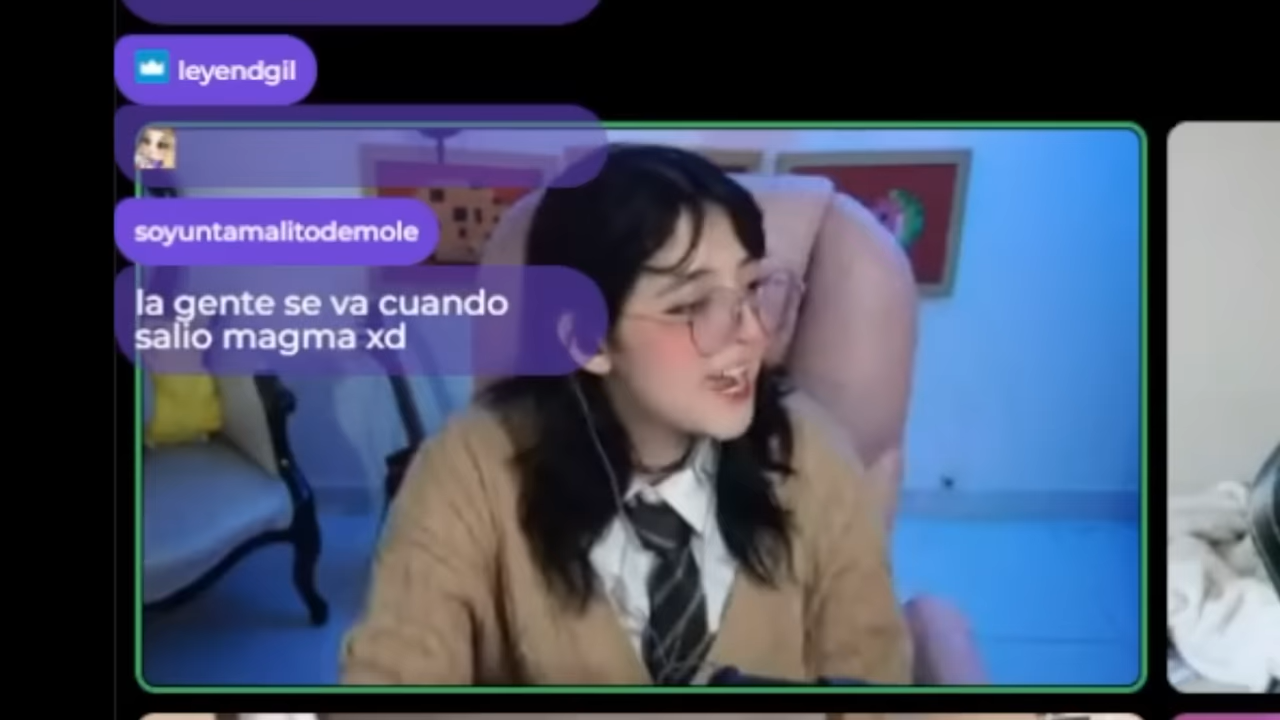 leyendgil
soyuntamalitodemole
la gente se va cuando
salio magma xd